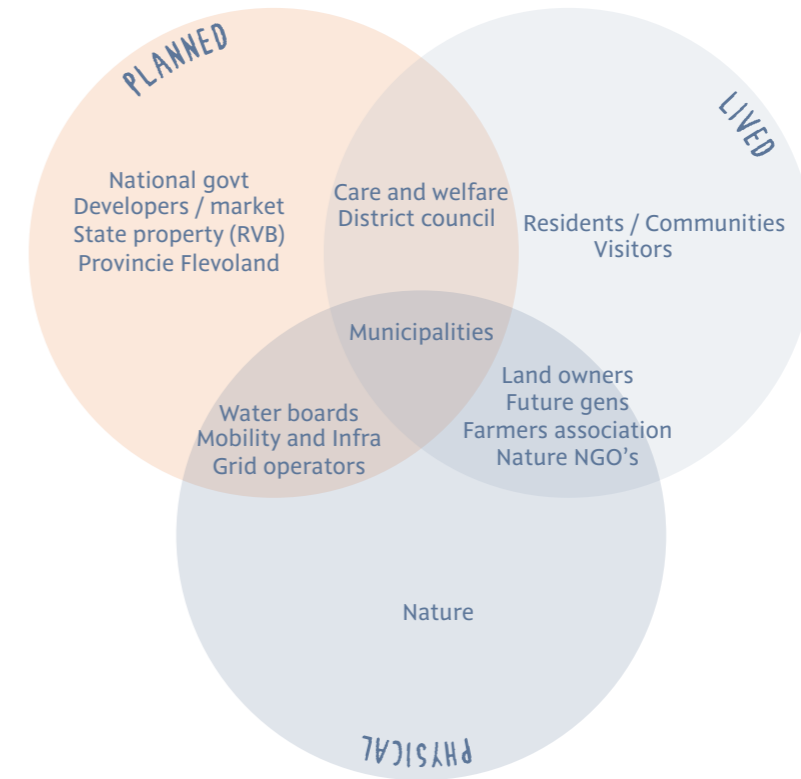 PLANNED
LIVED
National govt
Developers / market
State property (RVB)
Provincie Flevoland
Care and welfare
District council
Residents / Communities
Visitors
Municipalities
Land owners
Future gens
Farmers association
Nature NGO’s
Water boards
Mobility and Infra
Grid operators
Nature
PHYSICAL